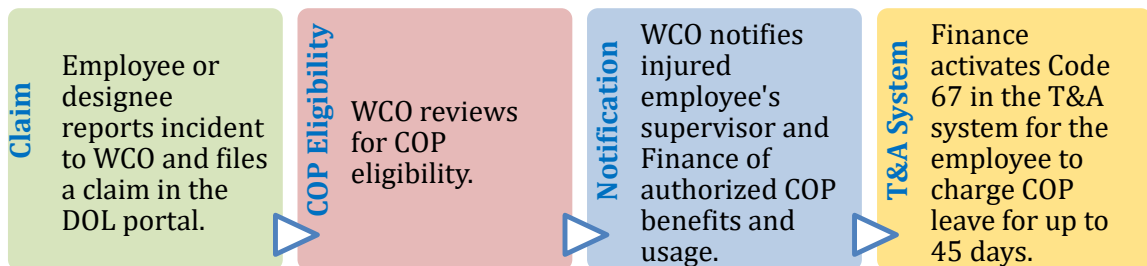 Claim
Employee or
designee
reports incident
to WCO and files
a claim in the
DOL portal.
COP Eligibility
WCO reviews
for COP
eligibility.
Notification
WCO notifies
injured
employee's
supervisor and
Finance of
authorized COP
benefits and
usage.
T&A System
Finance
activates Code
67 in the T&A
system for the
employee to
charge COP
leave for up to
45 days.